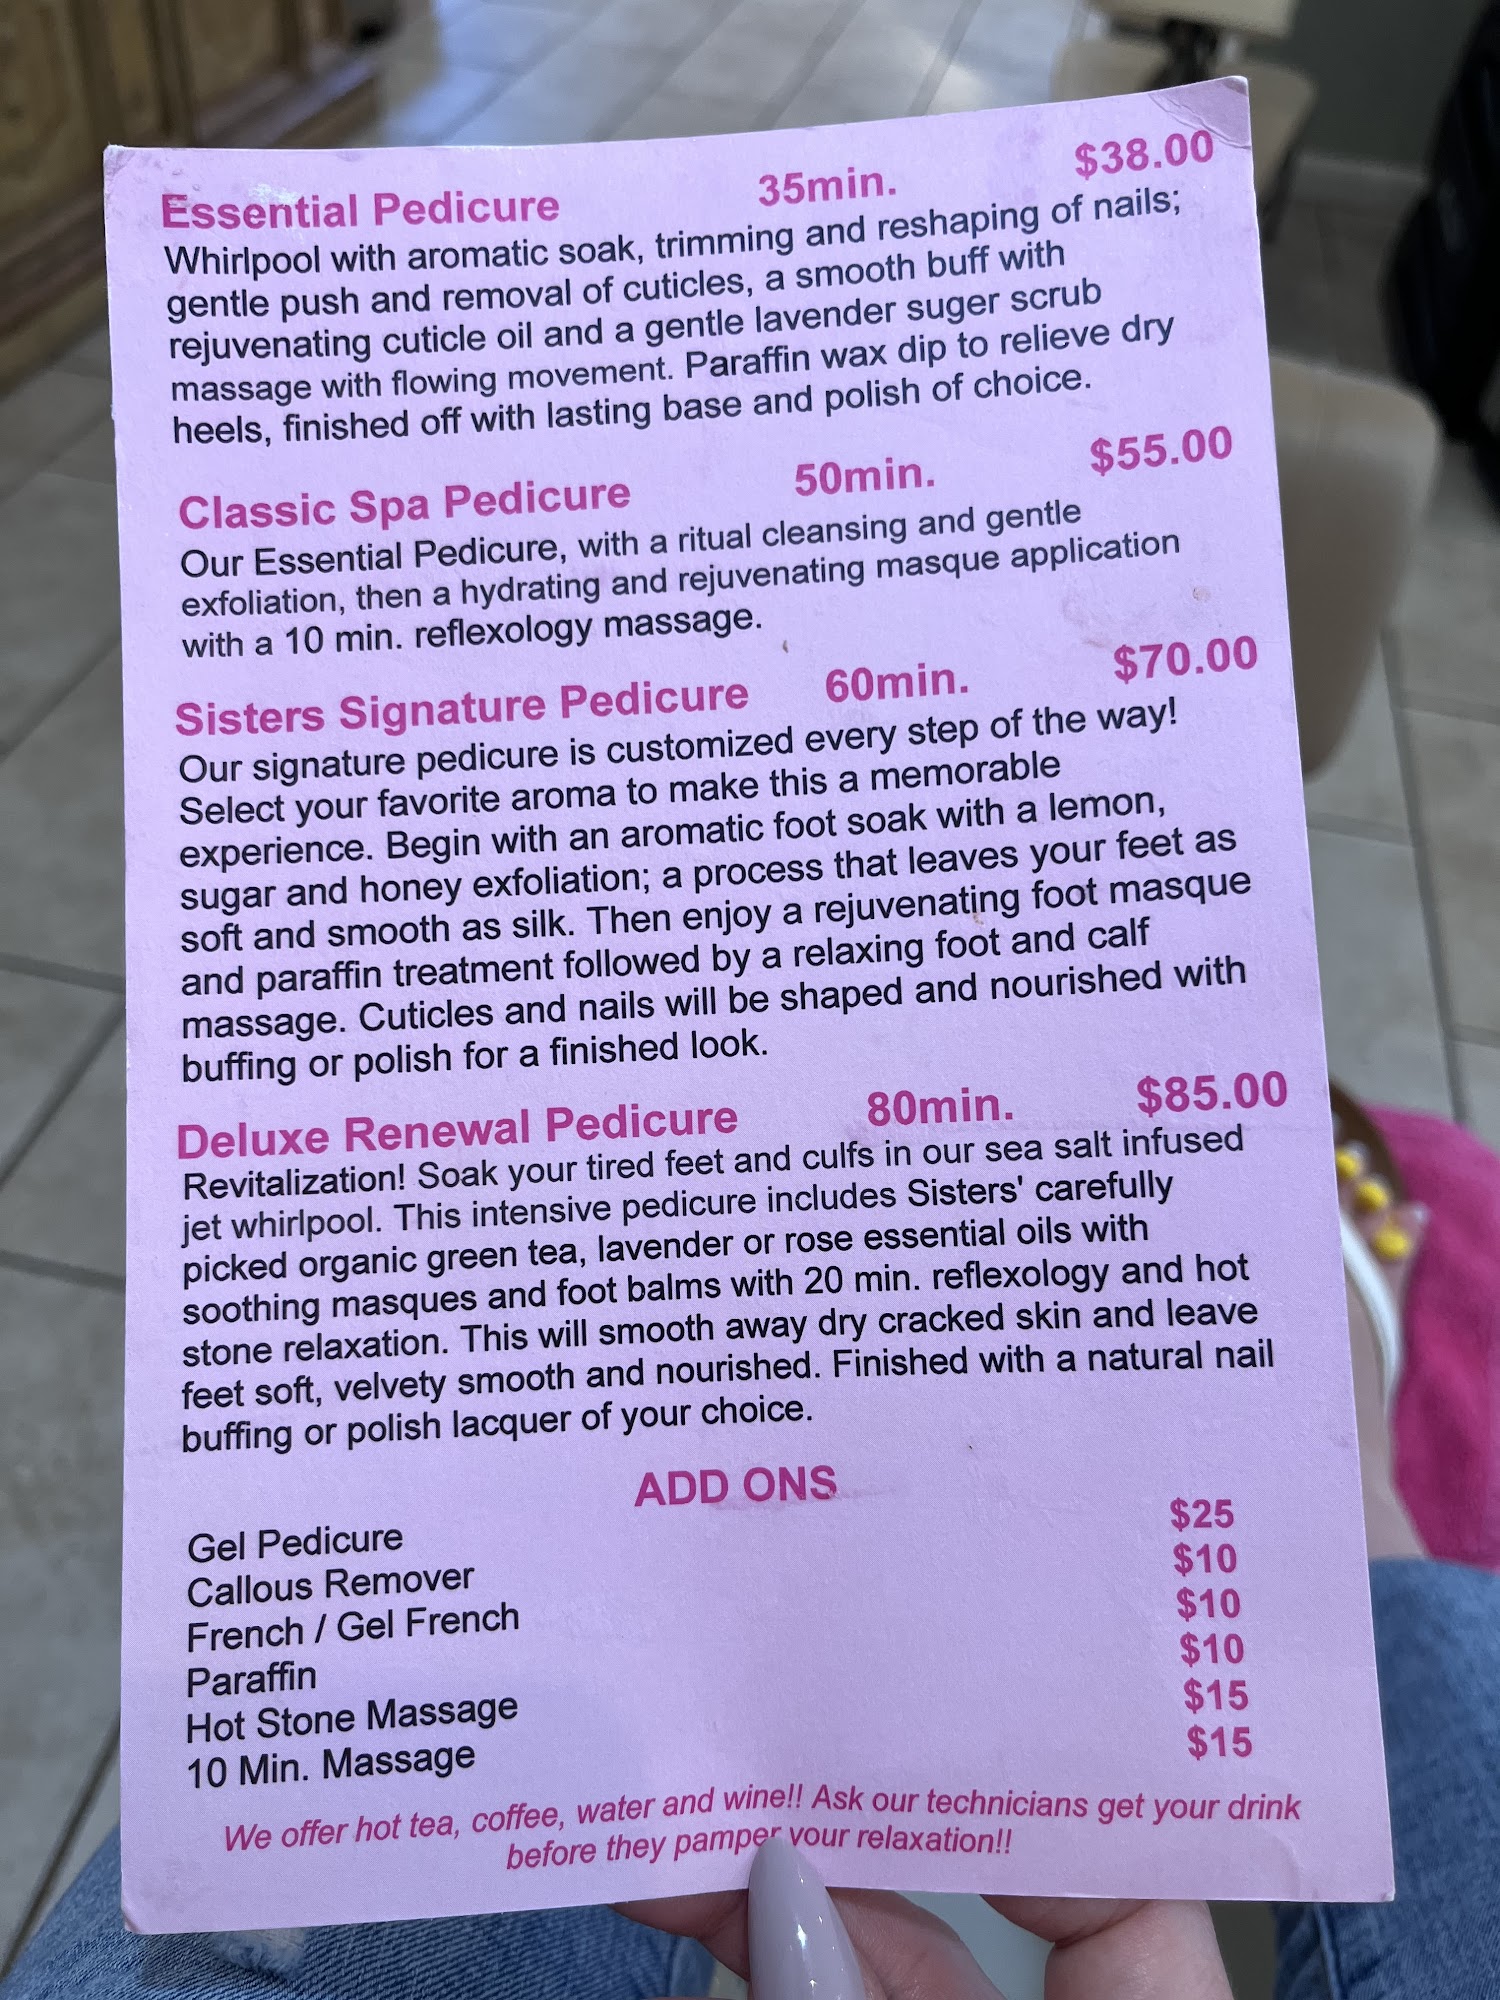 Essential Pedicure 35min. $38.00
Whirlpool with aromatic soak, trimming and reshaping of nails;
gentle push and removal of cuticles, a smooth buff with
rejuvenating cuticle oil and a gentle lavender suger scrub
massage with flowing movement. Paraffin wax dip to relieve dry
heels, finished off with lasting base and polish of choice.
Classic Spa Pedicure 50min. $55.00
Our Essential Pedicure, with a ritual cleansing and gentle
exfoliation, then a hydrating and rejuvenating masque application
with a 10 min. reflexology massage.
Sisters Signature Pedicure 60min. $70.00
Our signature pedicure is customized every step of the way!
Select your favorite aroma to make this a memorable
experience. Begin with an aromatic foot soak with a lemon,
sugar and honey exfoliation; a process that leaves your feet as
soft and smooth as silk. Then enjoy a rejuvenating foot masque
and paraffin treatment followed by a relaxing foot and calf
massage. Cuticles and nails will be shaped and nourished with
buffing or polish for a finished look.
Deluxe Renewal Pedicure 80min. $85.00
Revitalization! Soak your tired feet and culfs in our sea salt infused
jet whirlpool. This intensive pedicure includes Sisters' carefully
picked organic green tea, lavender or rose essential oils with
soothing masques and foot balms with 20 min. reflexology and hot
stone relaxation. This will smooth away dry cracked skin and leave
feet soft, velvety smooth and nourished. Finished with a natural nail
buffing or polish lacquer of your choice.
ADD ONS
Gel Pedicure $25
Callous Remover $10
French / Gel French $10
Paraffin $10
Hot Stone Massage $15
10 Min. Massage $15
We offer hot tea, coffee, water and wine!! Ask our technicians get your drink
before they pamper your relaxation!!